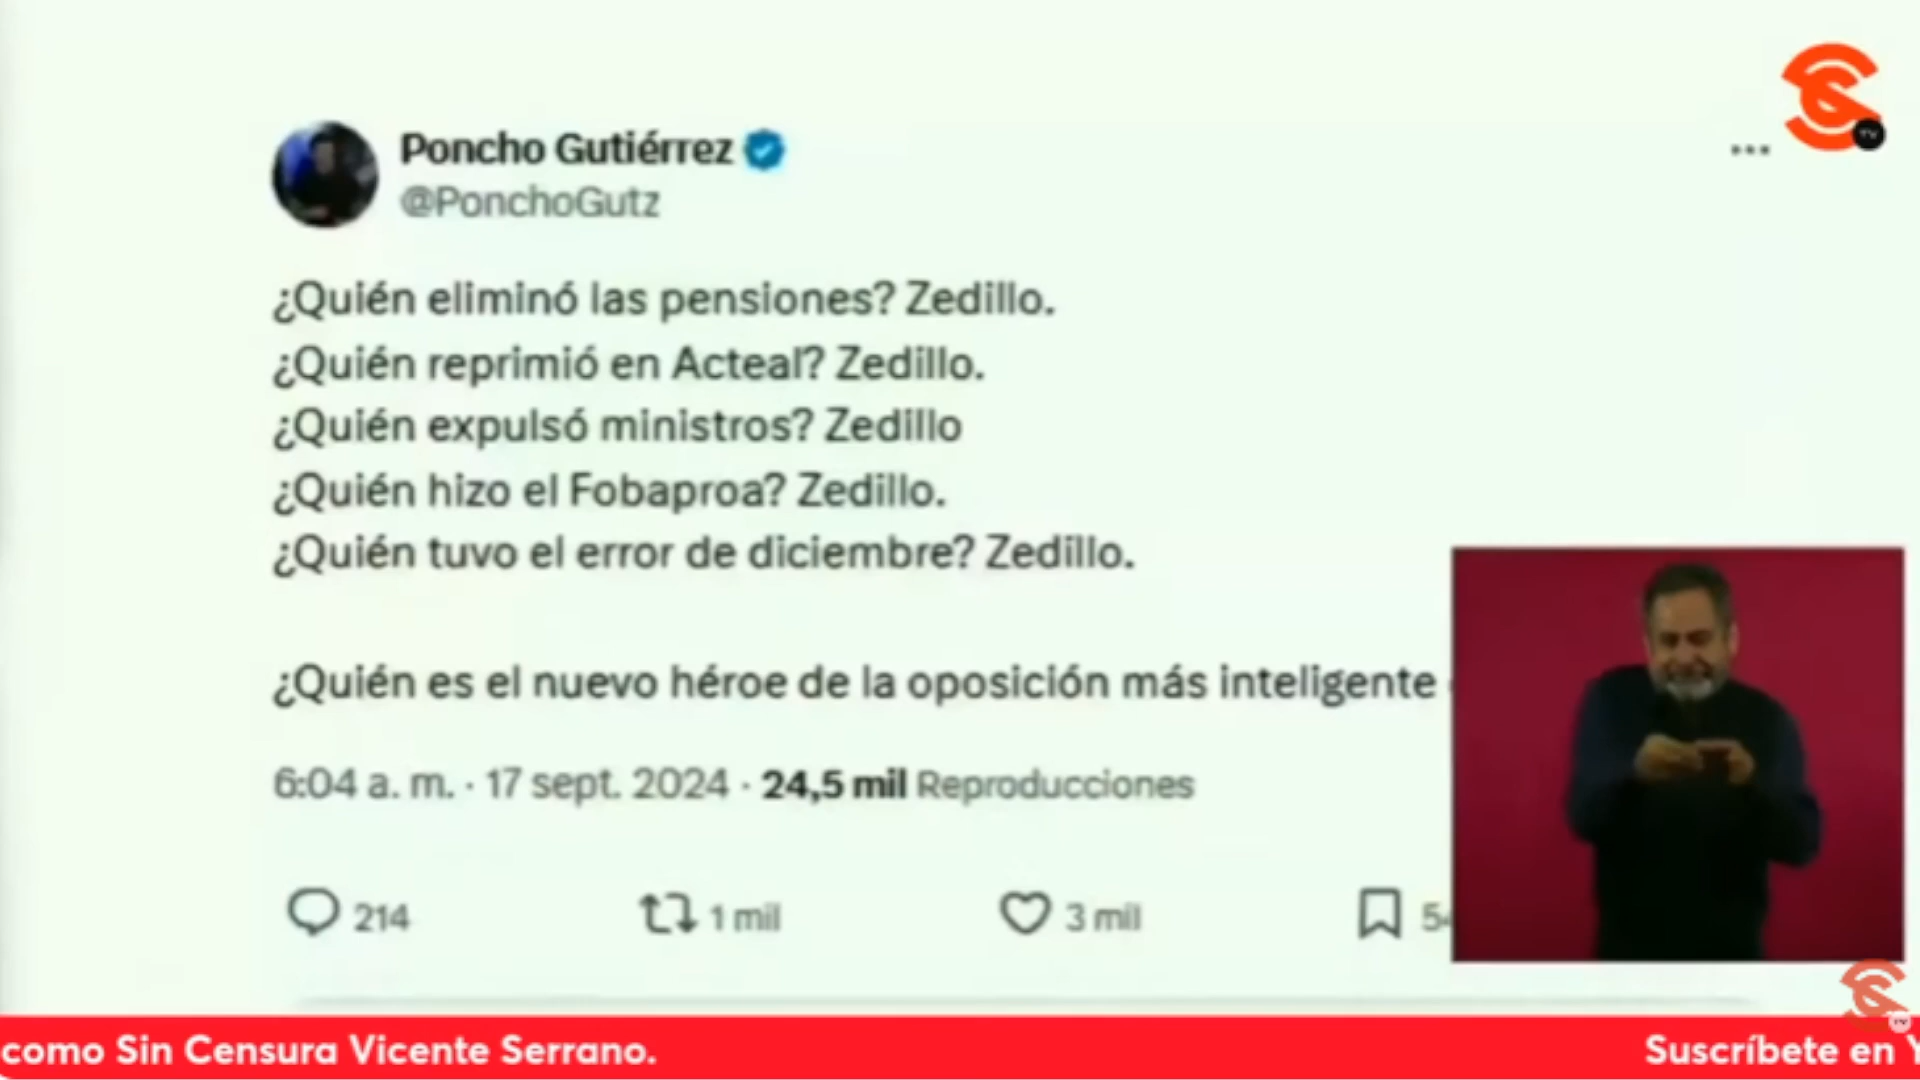 Poncho Gutiérrez
@PonchoGutz
¿Quién eliminó las pensiones? Zedillo.
¿Quién reprimió en Acteal? Zedillo.
¿Quién expulsó ministros? Zedillo
¿Quién hizo el Fobaproa? Zedillo.
¿Quién tuvo el error de diciembre? Zedillo.
¿Quién es el nuevo héroe de la oposición más inteligente
6:04 a. m. · 17 sept. 2024 · 24,5 mil Reproducciones
214 1 mil 3 mil
como Sin Censura Vicente Serrano. Suscríbete en